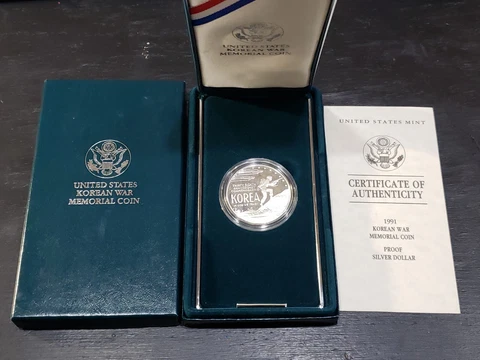 UNITED STATES
KOREAN WAR
MEMORIAL COIN
UNITED STATES
KOREAN WAR
MEMORIAL COIN
KOREA
UNITED STATES MINT
CERTIFICATE OF
AUTHENTICITY
1991
KOREAN WAR
MEMORIAL COIN
PROOF
SILVER DOLLAR